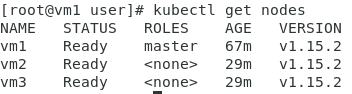 [root@vm1 user]# kubectl get nodes
NAME   STATUS   ROLES    AGE   VERSION
vm1    Ready    master   67m   v1.15.2
vm2    Ready    <none>   29m   v1.15.2
vm3    Ready    <none>   29m   v1.15.2